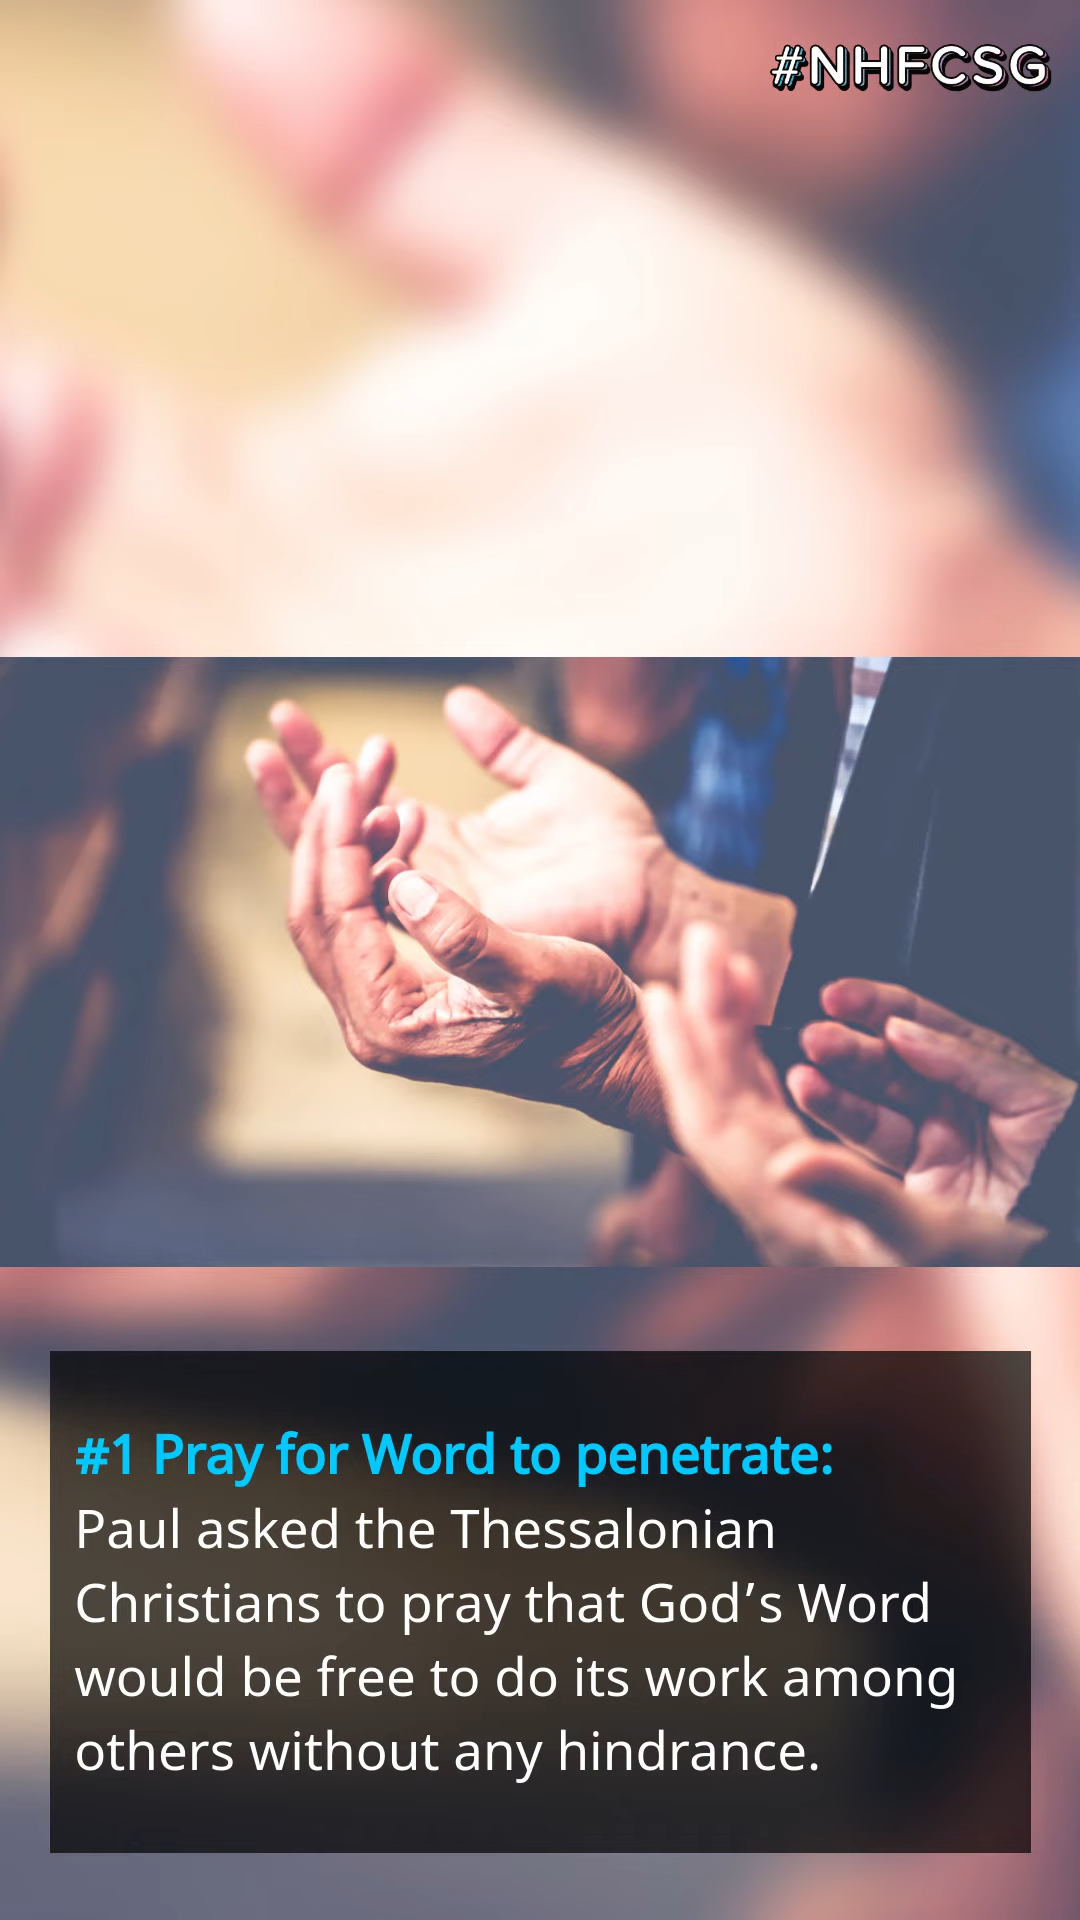 #NHFCSG
#1 Pray for Word to penetrate:
Paul asked the Thessalonian
Christians to pray that God’s Word
would be free to do its work among
others without any hindrance.